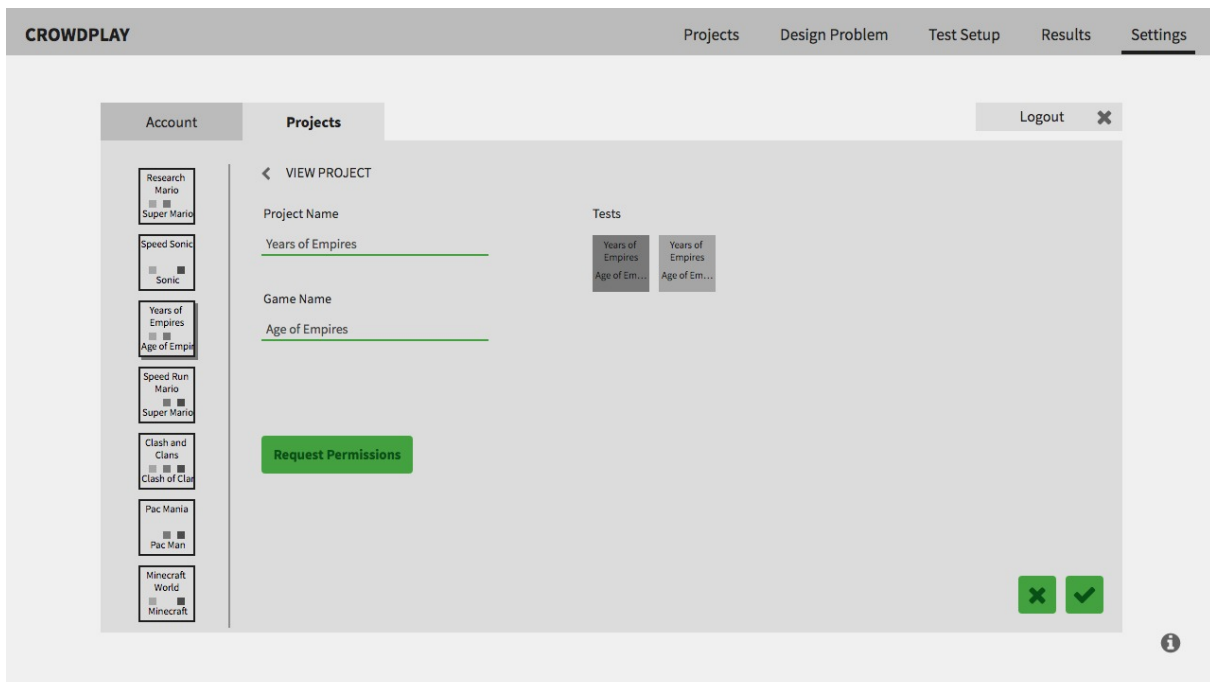 CROWDPLAY
Projects Design Problem Test Setup Results Settings
Account Projects Logout
Research
Mario
Super Mario
Speed Sonic
Sonic
Years of
Empires
Age of Empir
Speed Run
Mario
Super Mario
Clash and
Clans
Clash of Clar
Pac Mania
Pac Man
Minecraft
World
Minecraft
VIEW PROJECT
Project Name
Years of Empires
Game Name
Age of Empires
Request Permissions
Tests
Years of
Empires
Age of Em...
Years of
Empires
Age of Em...